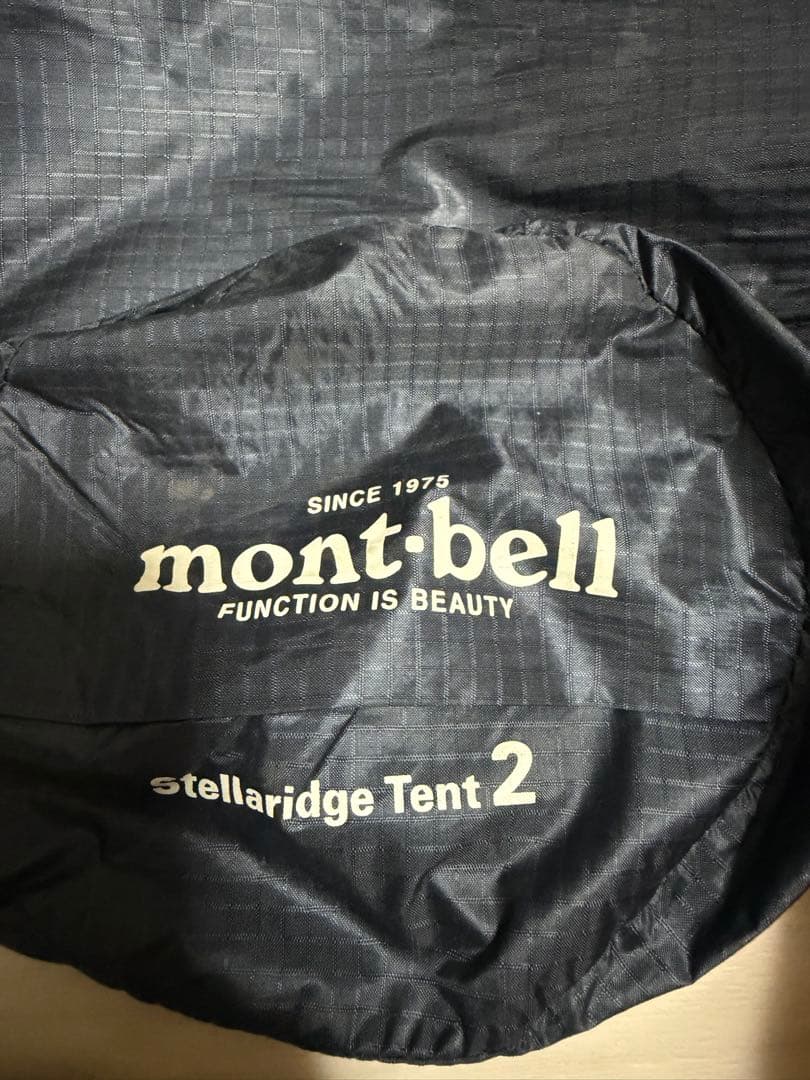 SINCE 1975
mont·bell
FUNCTION IS BEAUTY
stellaridge Tent 2